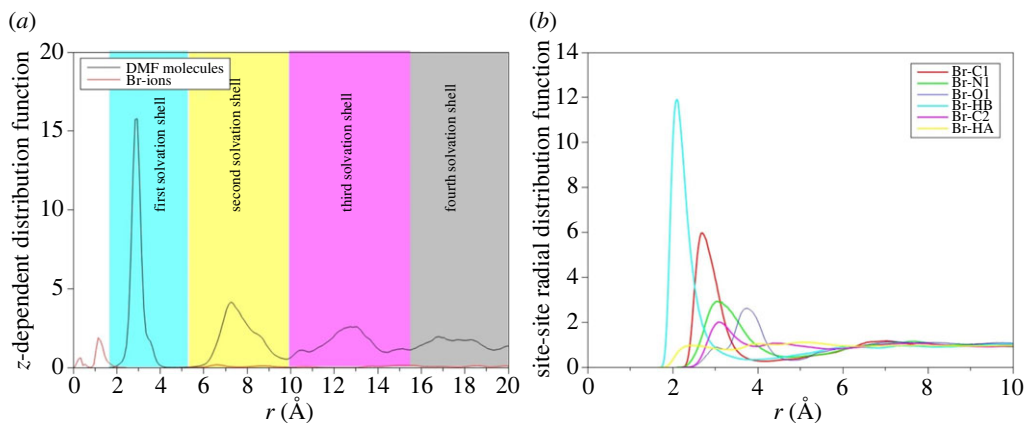 (a)
(b)
z-dependent distribution function
20
15
10
5
0
DMF molecules
Br-ions
first solvation shell
second solvation shell
third solvation shell
fourth solvation shell
0 2 4 6 8 10 12 14 16 18 20
r (Å)
site-site radial distribution function
14
12
10
8
6
4
2
0
Br-C1
Br-N1
Br-O1
Br-HB
Br-C2
Br-HA
0 2 4 6 8 10
r (Å)